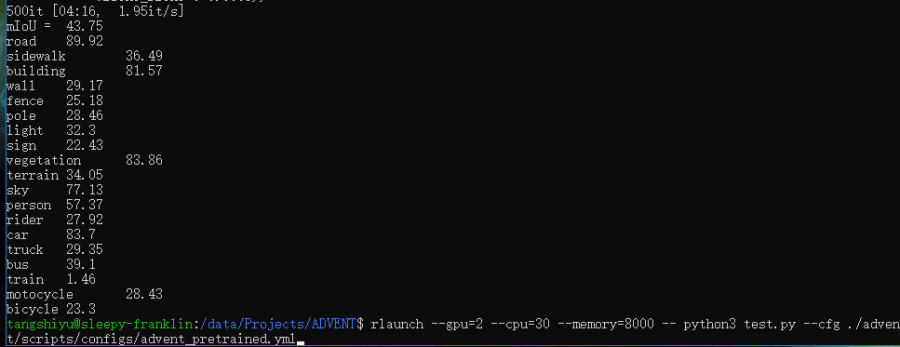 500it [04:16,  1.95it/s]
mIoU =  43.75
road    89.92
sidewalk        36.49
building        81.57
wall    29.17
fence   25.18
pole    28.46
light   32.3
sign    22.43
vegetation      83.86
terrain 34.05
sky     77.13
person  57.37
rider   27.92
car     83.7
truck   29.35
bus     39.1
train   1.46
motocycle       28.43
bicycle 23.3
tangshiyu@sleepy-franklin:/data/Projects/ADVENT$ rlaunch --gpu=2 --cpu=30 --memory=8000 -- python3 test.py --cfg ./adven
t/scripts/configs/advent_pretrained.yml